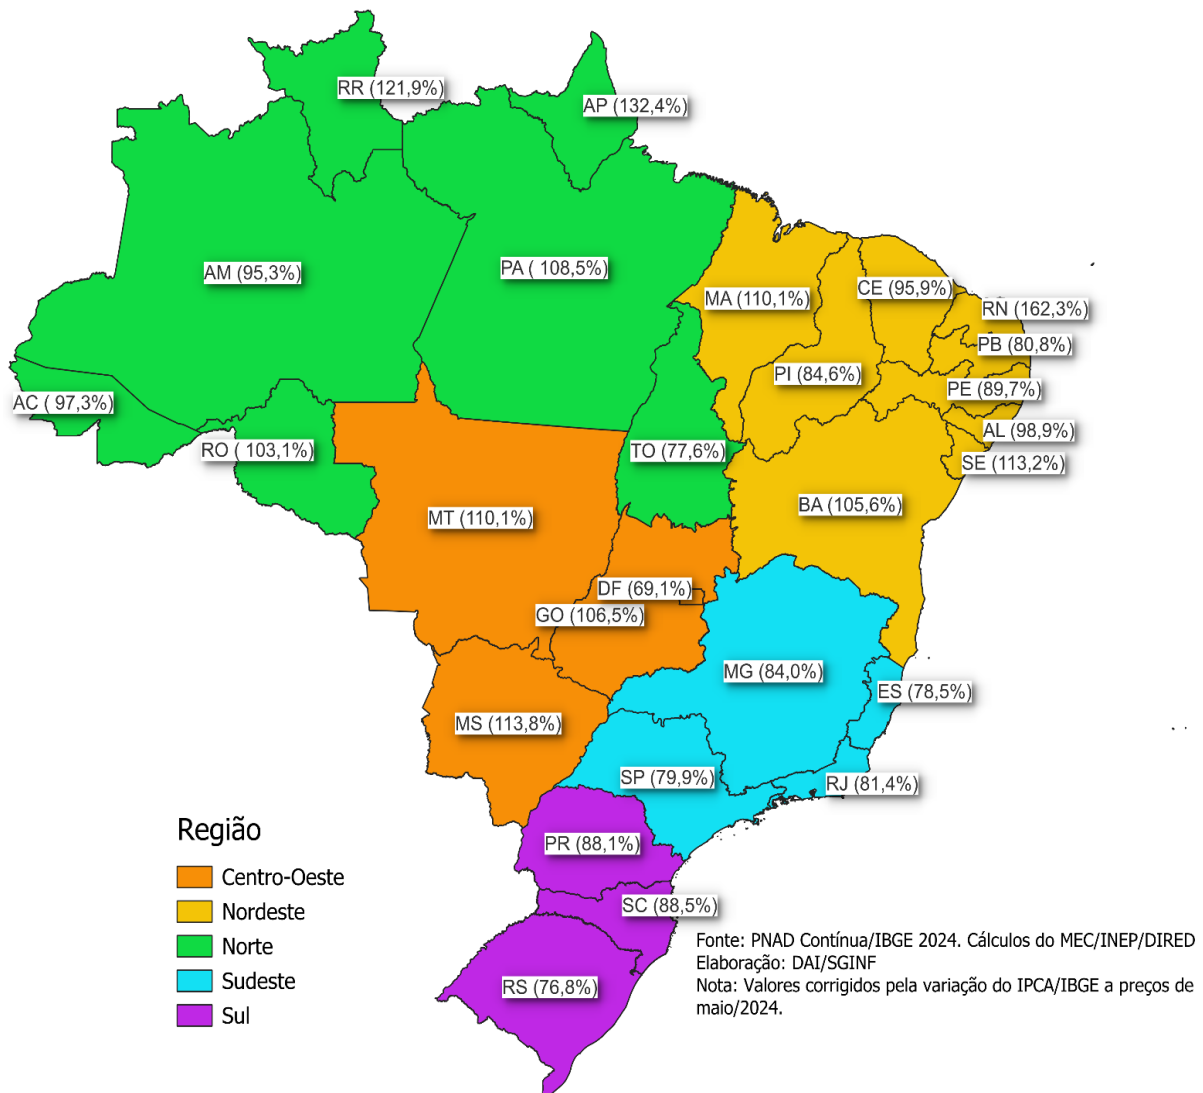 RR (121,9%)
AP (132,4%)
AM (95,3%)
PA ( 108,5%)
MA (110,1%)
CE (95,9%)
RN (162,3%)
PB (80,8%)
PI (84,6%)
PE (89,7%)
AC ( 97,3%)
AL (98,9%)
RO ( 103,1%)
TO (77,6%)
SE (113,2%)
BA (105,6%)
MT (110,1%)
DF (69,1%)
GO (106,5%)
MG (84,0%)
ES (78,5%)
MS (113,8%)
SP (79,9%)
RJ (81,4%)
PR (88,1%)
SC (88,5%)
RS (76,8%)
Região
Centro-Oeste
Nordeste
Norte
Sudeste
Sul
Fonte: PNAD Contínua/IBGE 2024. Cálculos do MEC/INEP/DIRED
Elaboração: DAI/SGINF
Nota: Valores corrigidos pela variação do IPCA/IBGE a preços de
maio/2024.